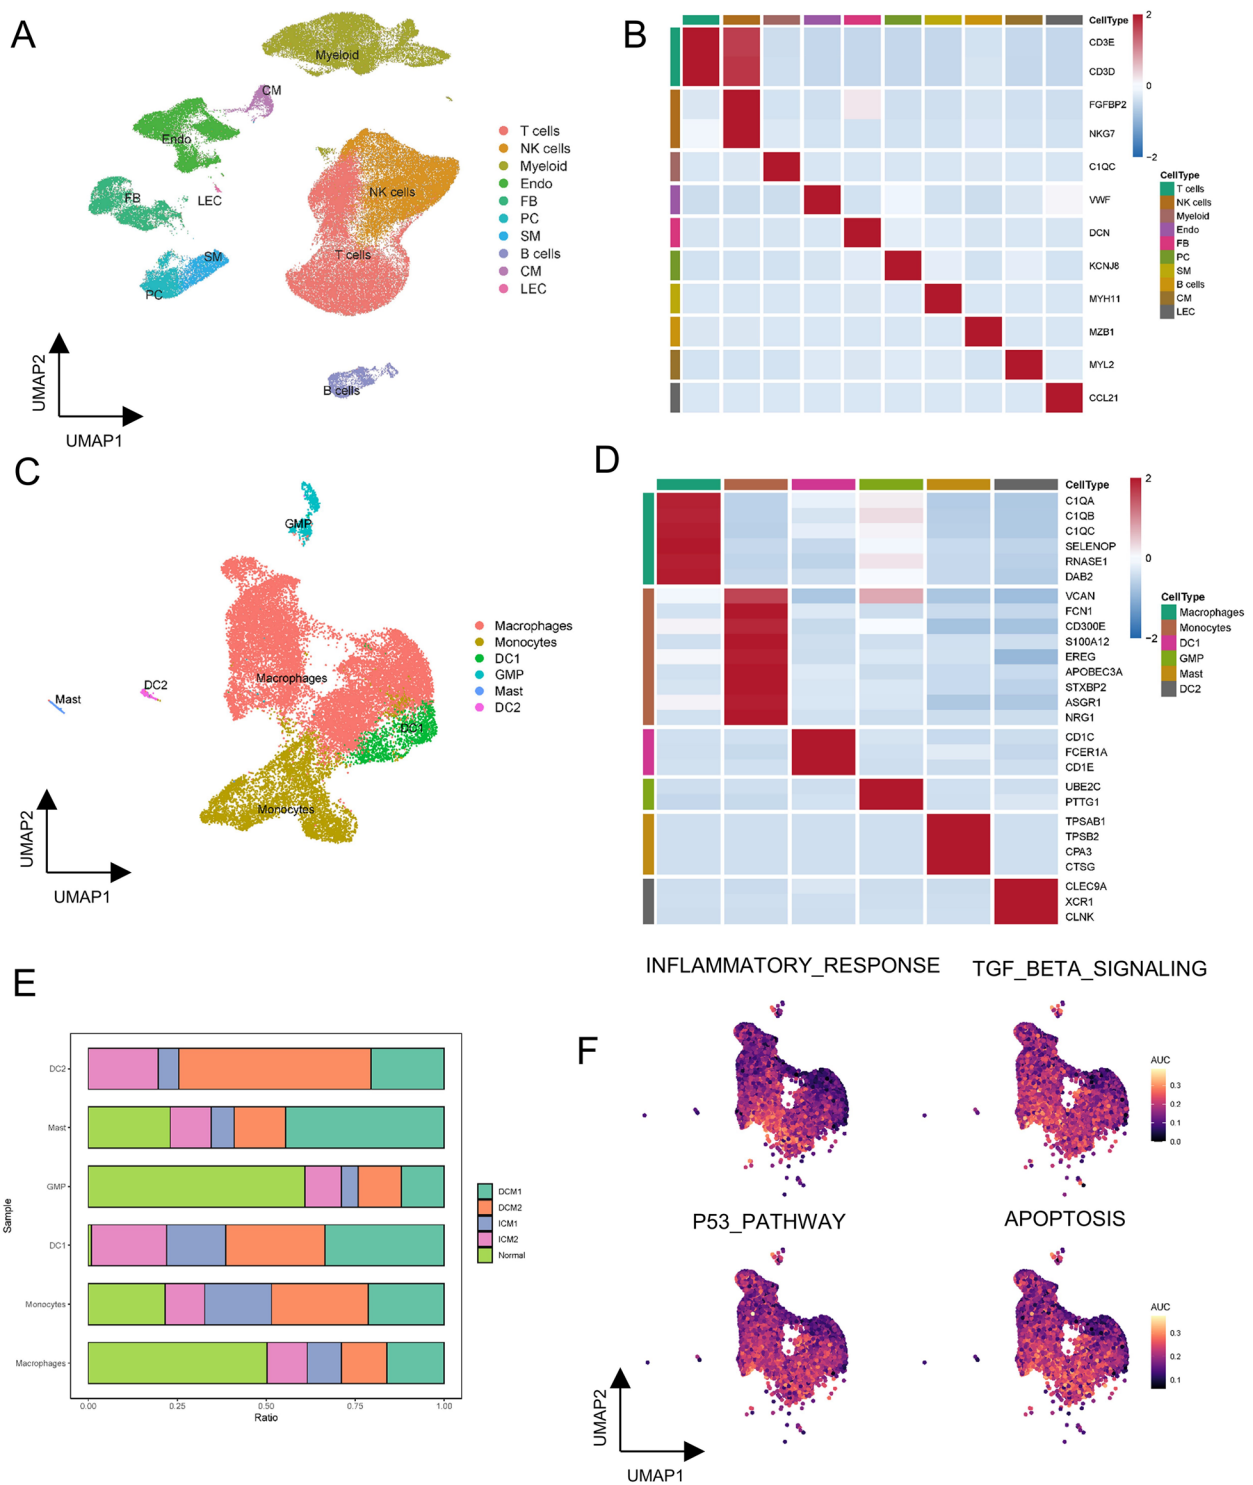 A
Myeloid
CM
Endo
FB
LEC
NK cells
T cells
SM
PC
B cells
UMAP2
UMAP1
T cells
NK cells
Myeloid
Endo
FB
PC
SM
B cells
CM
LEC
B
CellType
CD3E
CD3D
FGFBP2
NKG7
C1QC
VWF
DCN
KCNJ8
MYH11
MZB1
MYL2
CCL21
2
1
0
−1
−2
CellType
T cells
NK cells
Myeloid
Endo
FB
PC
SM
B cells
CM
LEC
C
GMP
Macrophages
DC2
Mast
DC1
Monocytes
UMAP2
UMAP1
Macrophages
Monocytes
DC1
GMP
Mast
DC2
D
CellType
C1QA
C1QB
C1QC
SELENOP
RNASE1
DAB2
VCAN
FCN1
CD300E
S100A12
EREG
APOBEC3A
STXBP2
ASGR1
NRG1
CD1C
FCER1A
CD1E
UBE2C
PTTG1
TPSAB1
TPSB2
CPA3
CTSG
CLEC9A
XCR1
CLNK
2
1
0
−1
−2
CellType
Macrophages
Monocytes
DC1
GMP
Mast
DC2
E
Sample
DC2
Mast
GMP
DC1
Monocytes
Macrophages
0.00
0.25
0.50
0.75
1.00
Ratio
DCM1
DCM2
ICM1
ICM2
Normal
F
INFLAMMATORY_RESPONSE
TGF_BETA_SIGNALING
AUC
0.3
0.2
0.1
0.0
P53_PATHWAY
APOPTOSIS
AUC
0.3
0.2
0.1
UMAP2
UMAP1